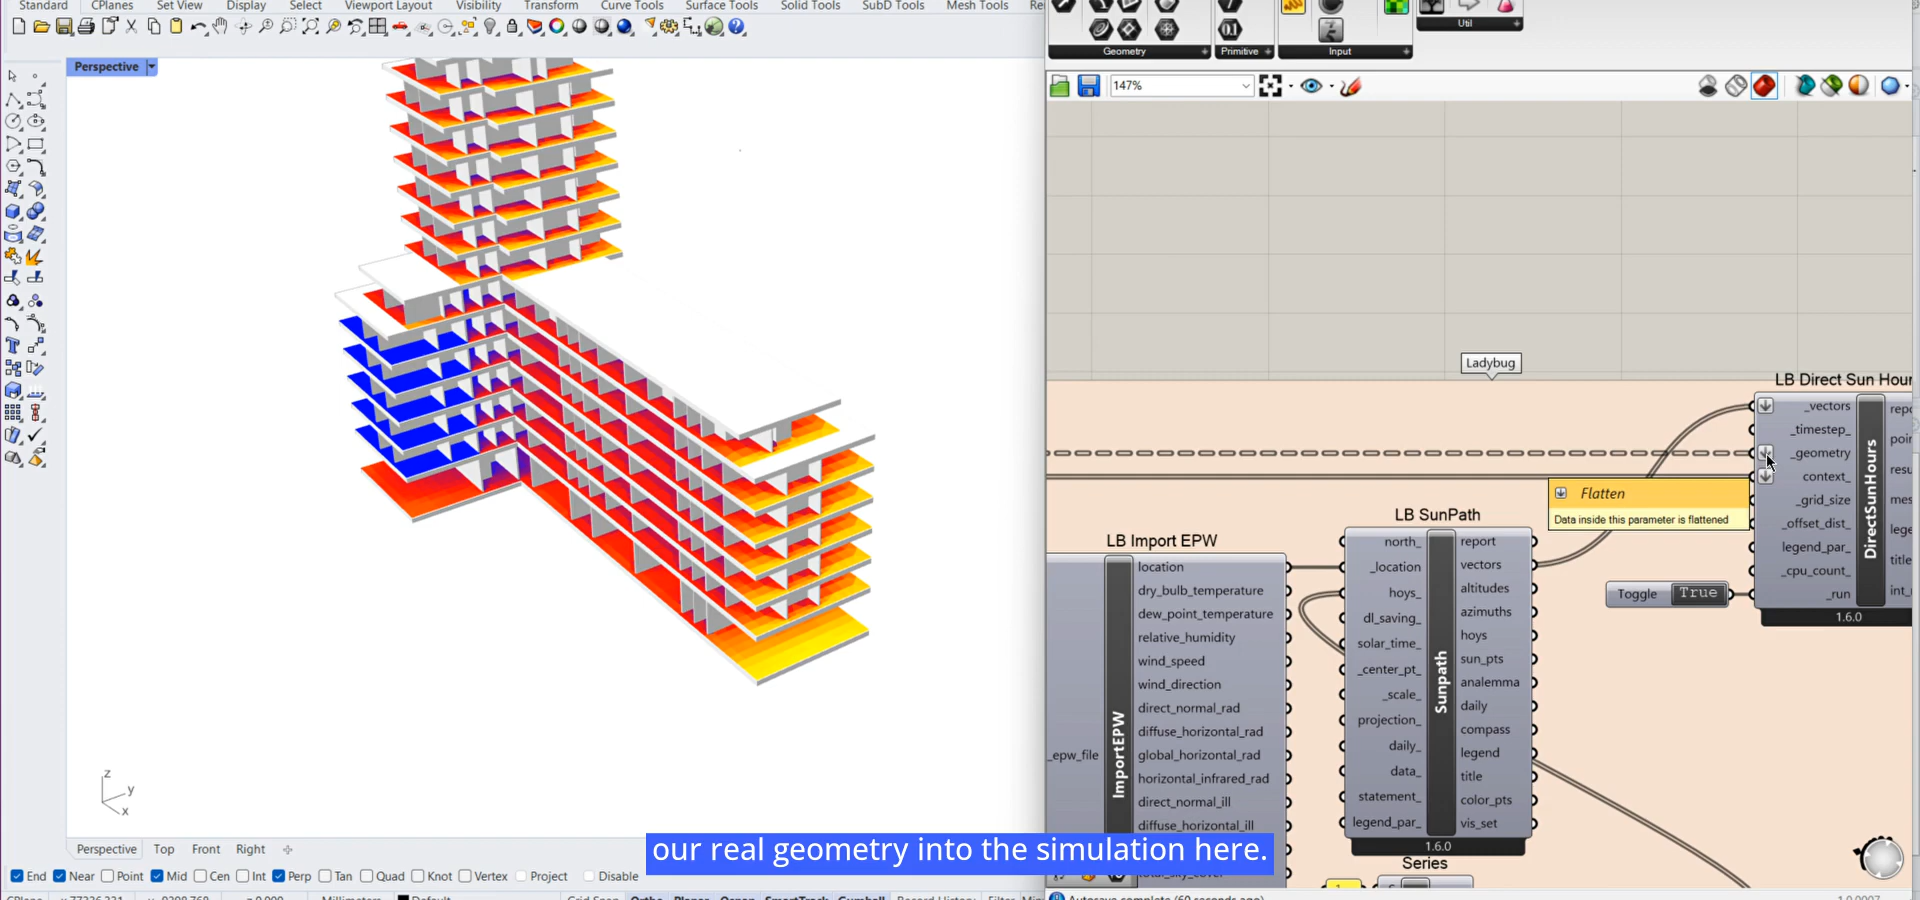 Standard CPlanes Set View Display Select Viewport Layout Visibility Transform Curve Tools Surface Tools Solid Tools SubD Tools Mesh Tools
Geometry Primitive Input Util
147%
Perspective
Ladybug
LB Direct Sun Hour
_vectors
_timestep_
_geometry
context_
_grid_size
_offset_dist_
legend_par_
_cpu_count_
_run
DirectSunHours
1.6.0
Flatten
Data inside this parameter is flattened
Toggle True
LB Import EPW
_epw_file
ImportEPW
location
dry_bulb_temperature
dew_point_temperature
relative_humidity
wind_speed
wind_direction
direct_normal_rad
diffuse_horizontal_rad
global_horizontal_rad
horizontal_infrared_rad
direct_normal_ill
diffuse_horizontal_ill
LB SunPath
north_
_location
hoys_
dl_saving_
solar_time_
_center_pt_
_scale_
projection_
daily_
data_
statement_
legend_par_
Sunpath
report
vectors
altitudes
azimuths
hoys
sun_pts
analemma
daily
compass
legend
title
color_pts
vis_set
1.6.0
Series
z
y
x
Perspective Top Front Right
our real geometry into the simulation here.
End Near Point Mid Cen Int Perp Tan Quad Knot Vertex Project Disable